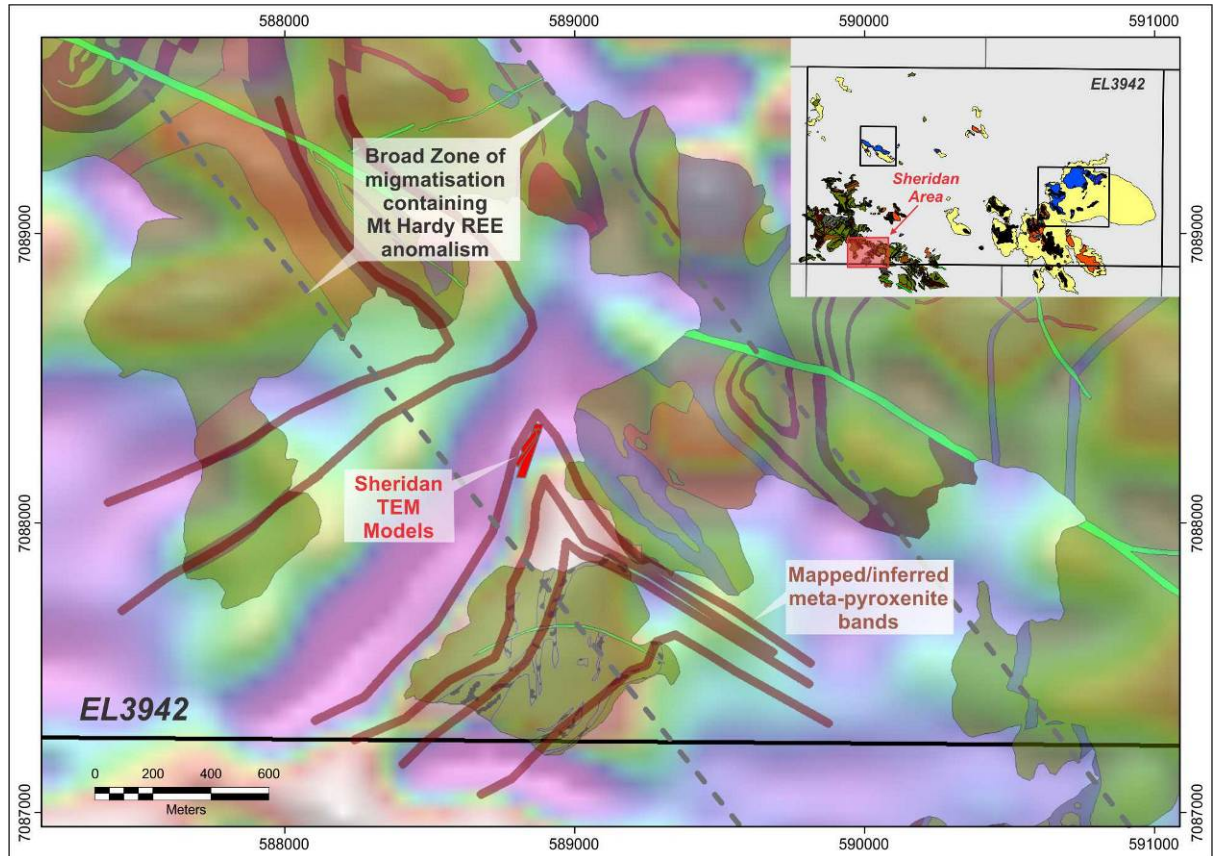 588000
589000
590000
591000
EL3942
Sheridan
Area
Broad Zone of
migmatisation
containing
Mt Hardy REE
anomalism
7089000
7089000
Sheridan
TEM
Models
7088000
7088000
Mapped/inferred
meta-pyroxenite
bands
EL3942
0 200 400 600
Meters
7087000
7087000
588000
589000
590000
591000